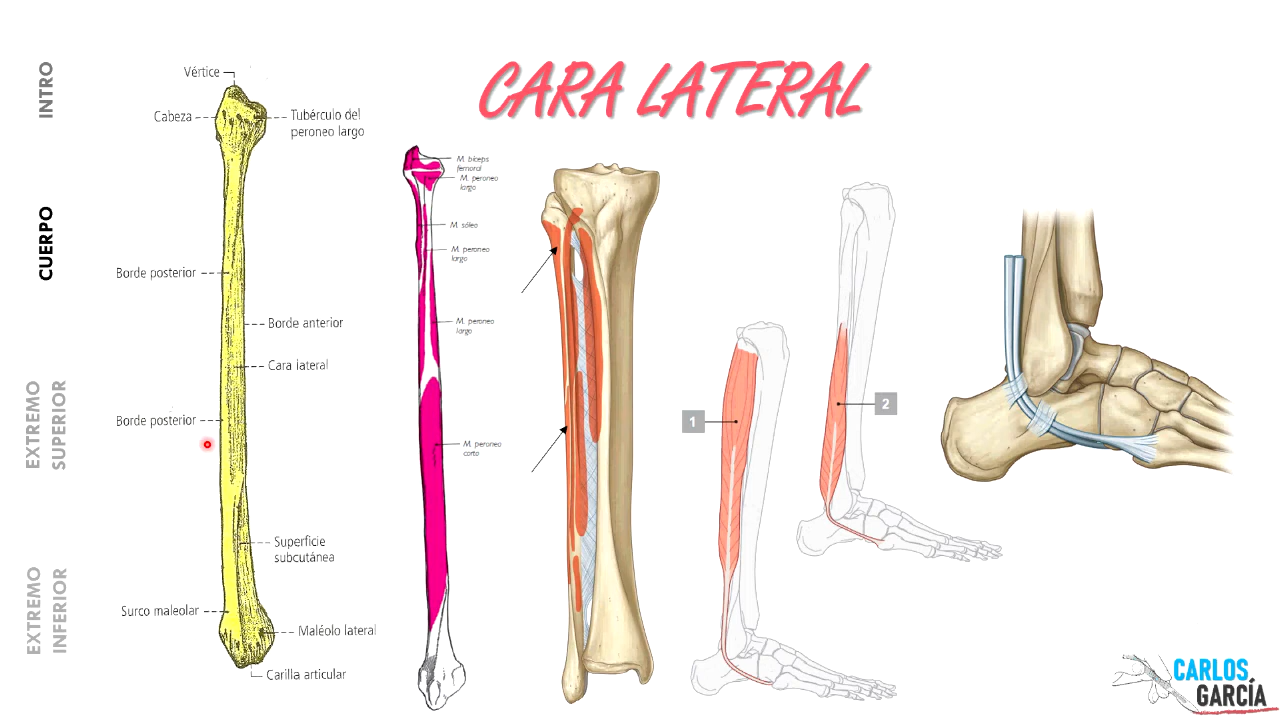 CARA LATERAL
INTRO
CUERPO
EXTREMO
SUPERIOR
EXTREMO
INFERIOR
Vértice
Cabeza
Tubérculo del
peroneo largo
Borde posterior
Borde anterior
Cara lateral
Borde posterior
Superficie
subcutánea
Surco maleolar
Maléolo lateral
Carilla articular
M. bíceps
femoral
M. peroneo
largo
M. sóleo
M. peroneo
largo
M. peroneo
largo
M. peroneo
corto
1
2
CARLOS
GARCÍA